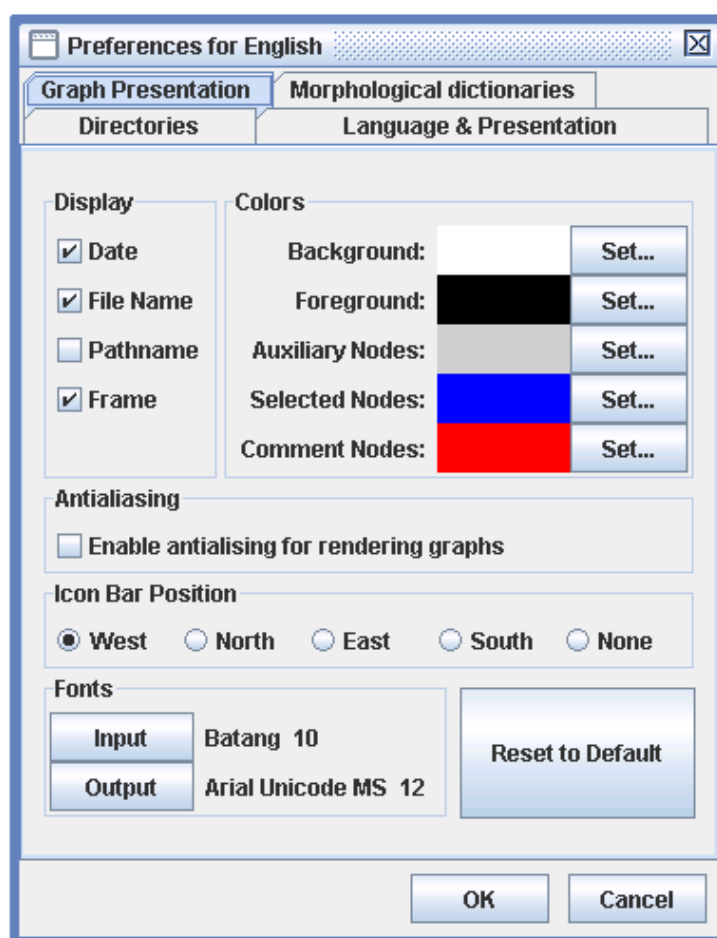 Preferences for English
Graph Presentation Morphological dictionaries
Directories Language & Presentation
Display
Date
File Name
Pathname
Frame
Colors
Background: Set...
Foreground: Set...
Auxiliary Nodes: Set...
Selected Nodes: Set...
Comment Nodes: Set...
Antialiasing
Enable antialising for rendering graphs
Icon Bar Position
West North East South None
Fonts
Input Batang 10
Output Arial Unicode MS 12
Reset to Default
OK Cancel